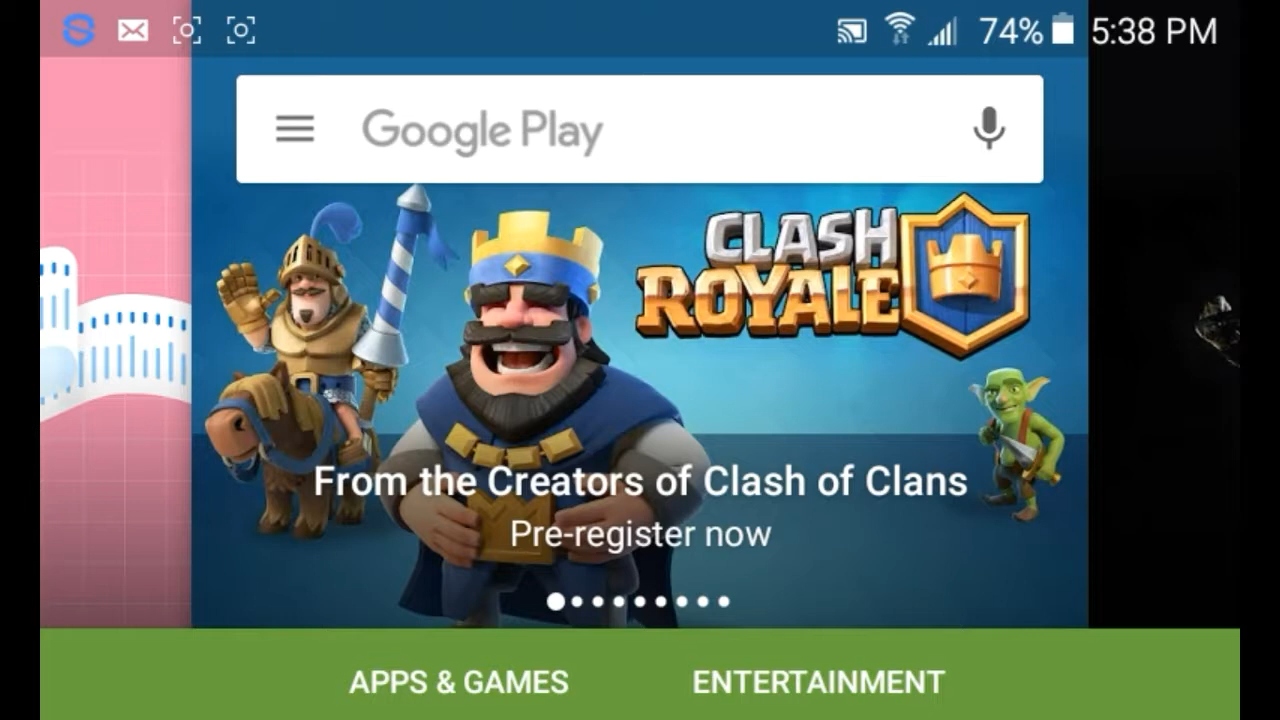 74% 5:38 PM
Google Play
CLASH
ROYALE
From the Creators of Clash of Clans
Pre-register now
APPS & GAMES ENTERTAINMENT